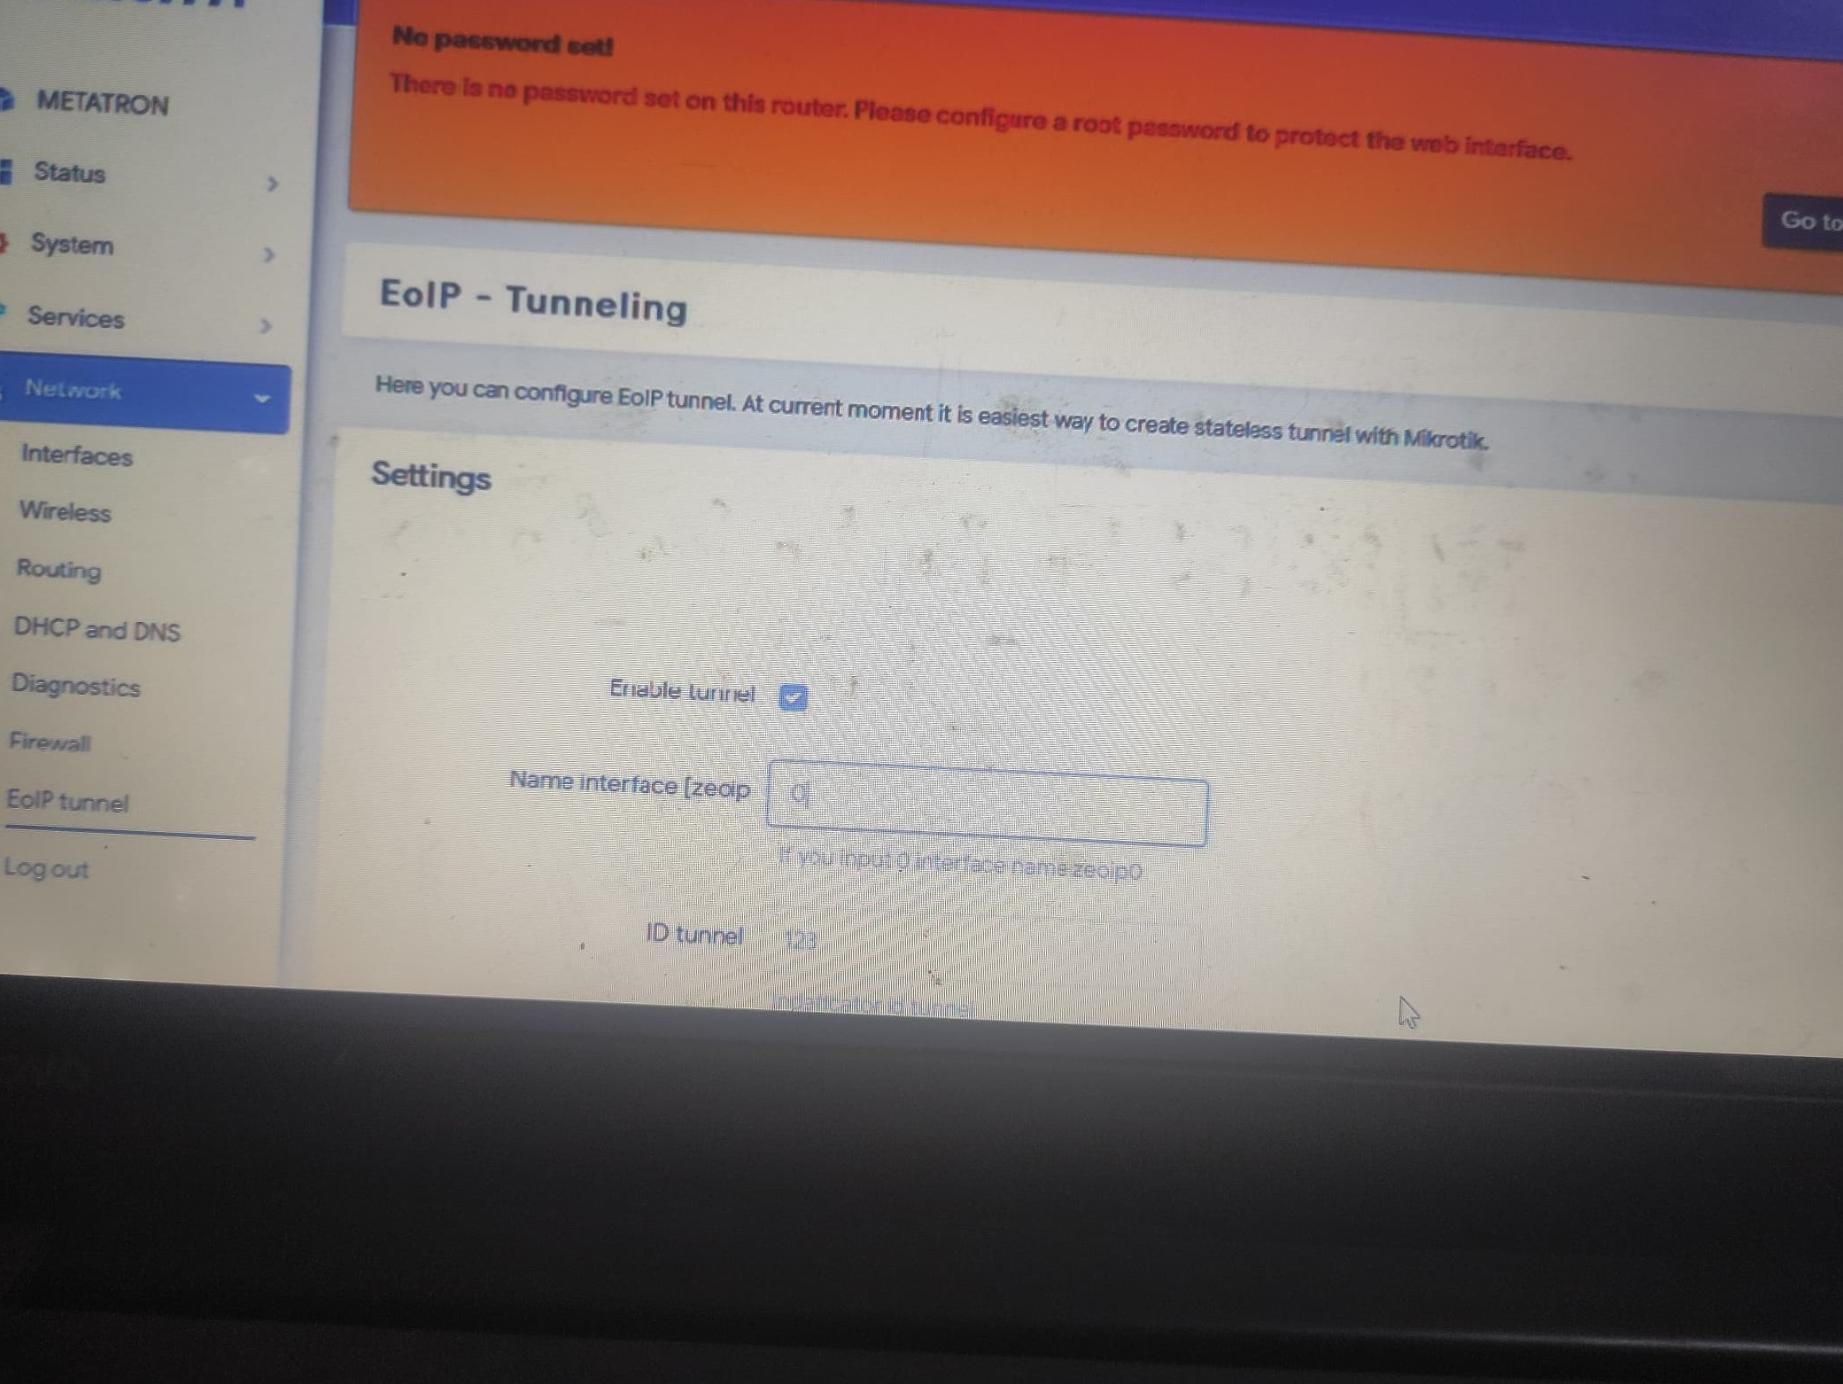 METATRON
Status
System
Services
Network
Interfaces
Wireless
Routing
DHCP and DNS
Diagnostics
Firewall
EoIP tunnel
Log out
No password set!
There is no password set on this router. Please configure a root password to protect the web interface.
Go to
EoIP - Tunneling
Here you can configure EoIP tunnel. At current moment it is easiest way to create stateless tunnel with Mikrotik.
Settings
Enable tunnel
Name interface [zeoip
0
If you input 0 interface name zeoip0
ID tunnel
123
id tunnel